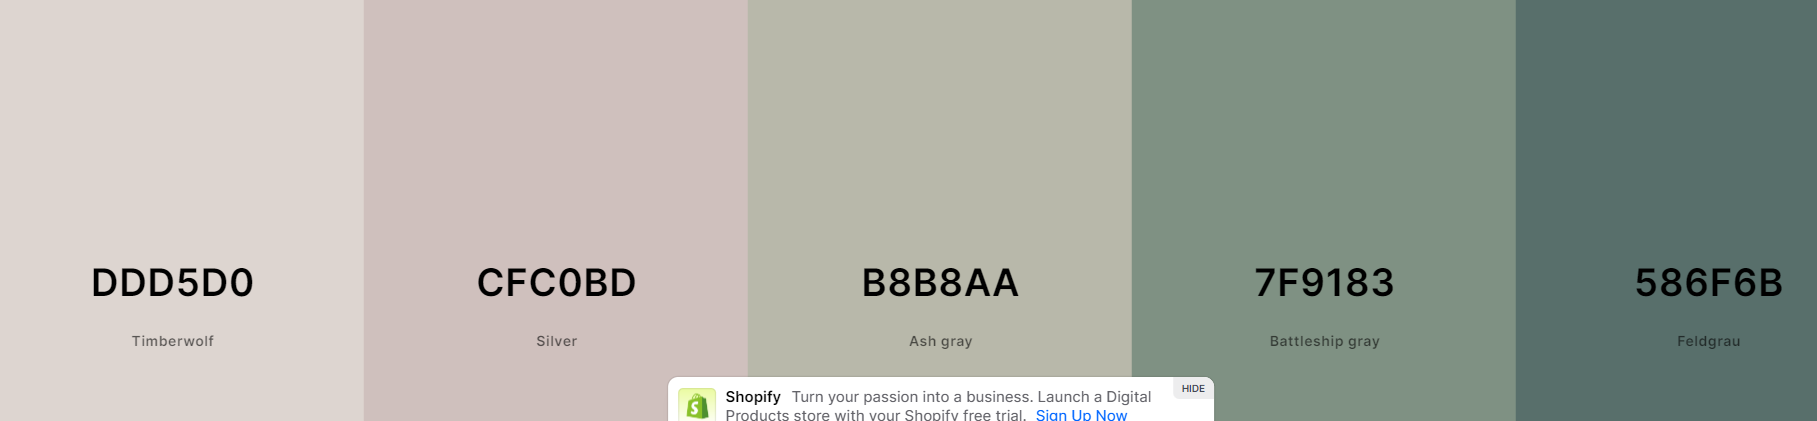 DDD5D0
Timberwolf
CFC0BD
Silver
B8B8AA
Ash gray
7F9183
Battleship gray
586F6B
Feldgrau
HIDE
Shopify Turn your passion into a business. Launch a Digital
Products store with your Shopify free trial. Sign Up Now